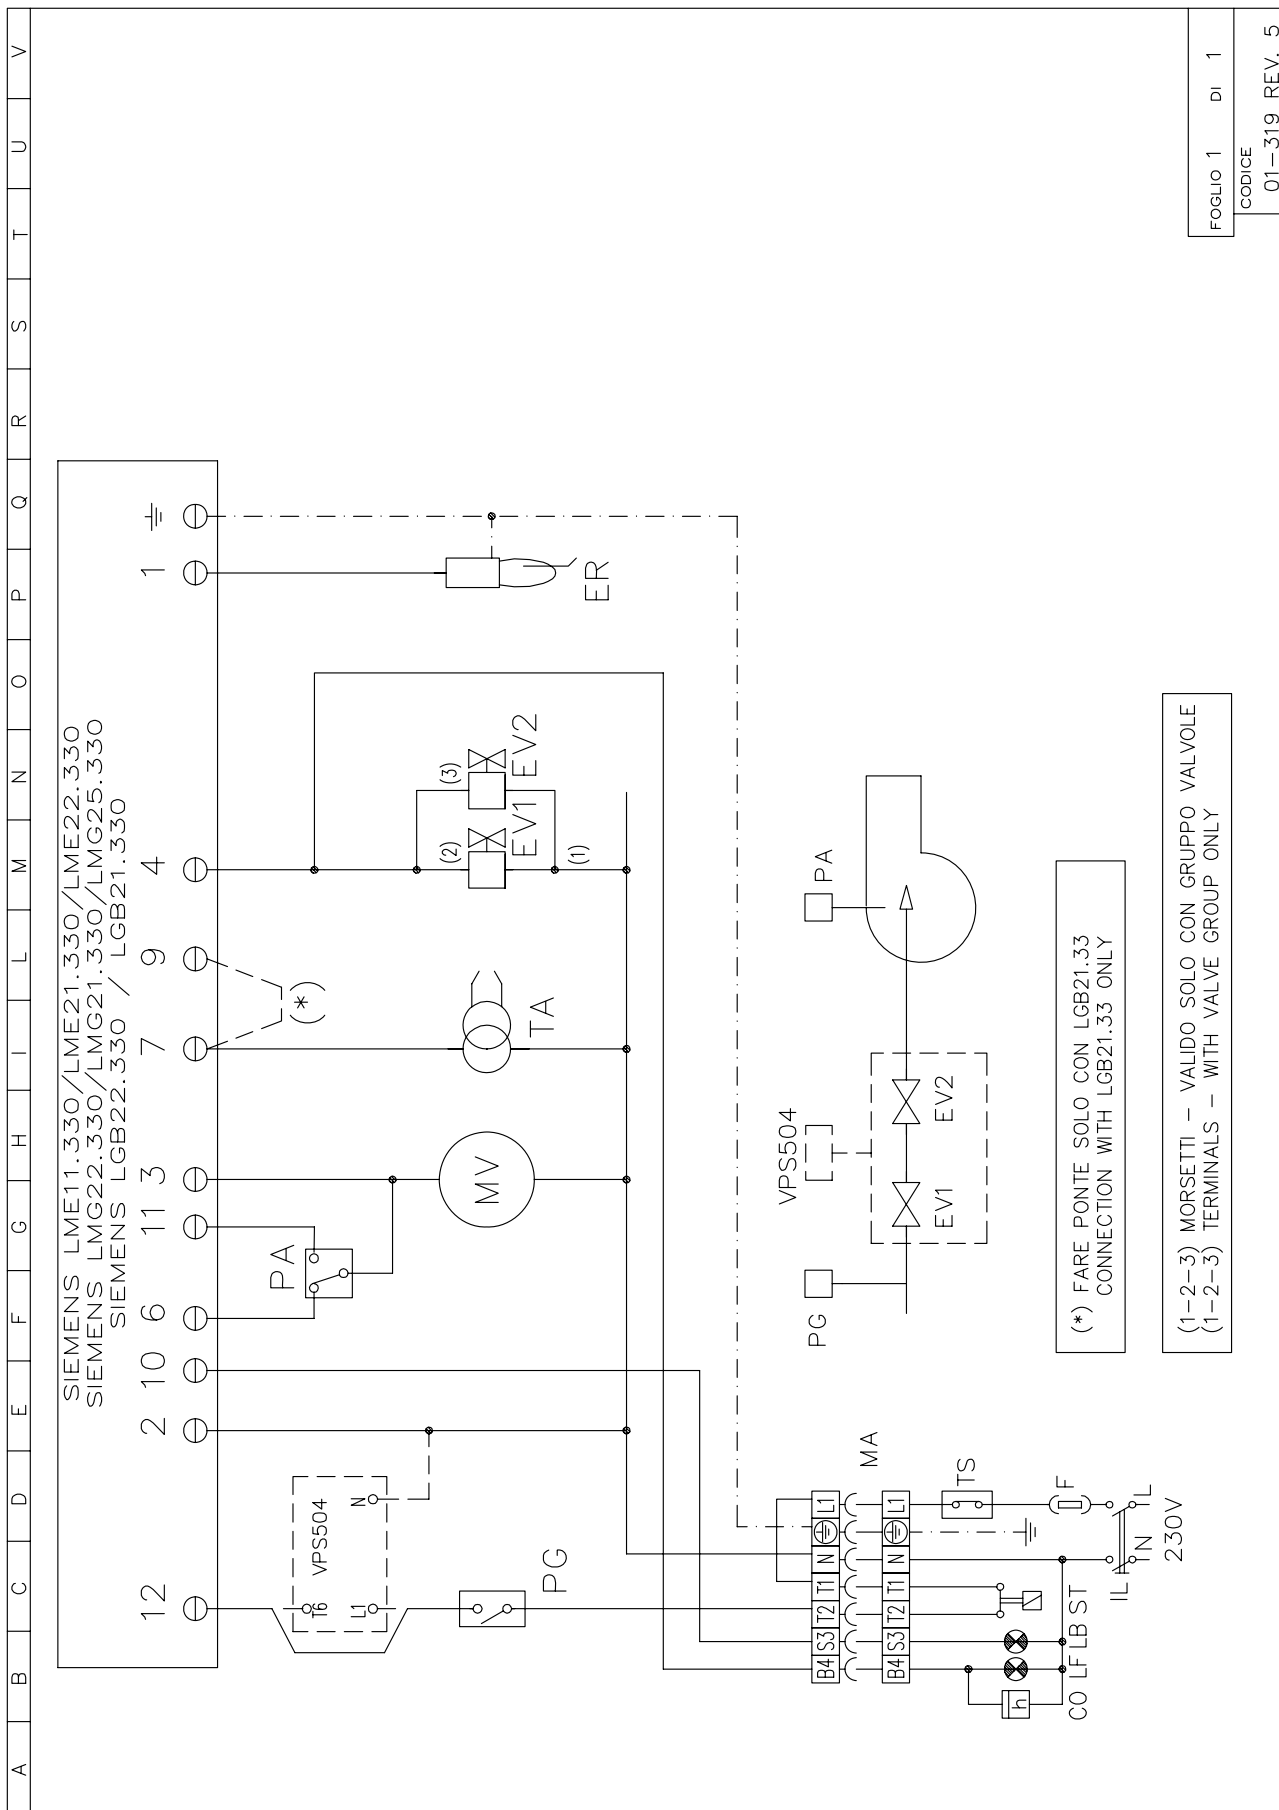 A B C D E F G H I L M N O P Q R S T U V
SIEMENS LME11.330/LME21.330/LME22.330
SIEMENS LMG22.330/LMG21.330/LMG25.330
SIEMENS LGB22.330 / LGB21.330
12 2 10 6 11 3 7 9 4 1
PA
(*)
T6 VPS504 N
L1
(2) (3)
MV
TA
EV1 EV2
(1)
ER
PG
B4 S3 T2 T1 N L1
MA
B4 S3 T2 T1 N L1
TS
h
F
CO LF LB ST
IL
N L
230V
VPS504
PG
PA
EV1 EV2
(*) FARE PONTE SOLO CON LGB21.33
CONNECTION WITH LGB21.33 ONLY
(1-2-3) MORSETTI - VALIDO SOLO CON GRUPPO VALVOLE
(1-2-3) TERMINALS - WITH VALVE GROUP ONLY
FOGLIO 1 DI 1
CODICE
01-319 REV. 5